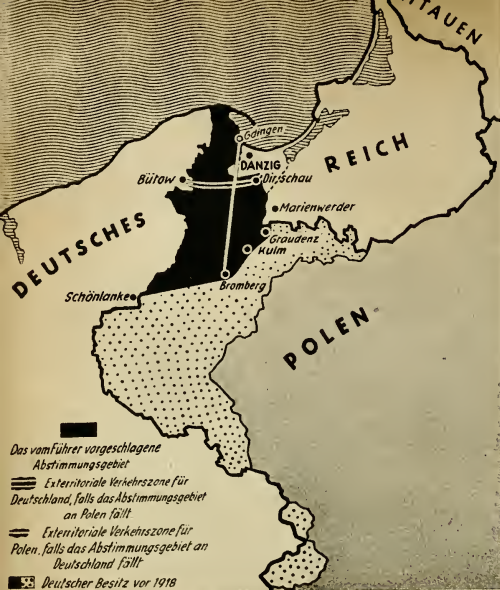 ITAUEN
Gdingen
DANZIG
REICH
Bütow
Dirschau
Marienwerder
DEUTSCHES
Graudenz
Kulm
Bromberg
Schönlanke
POLEN
Das vom Führer vorgeschlagene
Abstimmungsgebiet
Exterritoriale Verkehrszone für
Deutschland, falls das Abstimmungsgebiet
an Polen fällt.
Exterritoriale Verkehrszone für
Polen, falls das Abstimmungsgebiet an
Deutschland fällt
Deutscher Besitz vor 1918